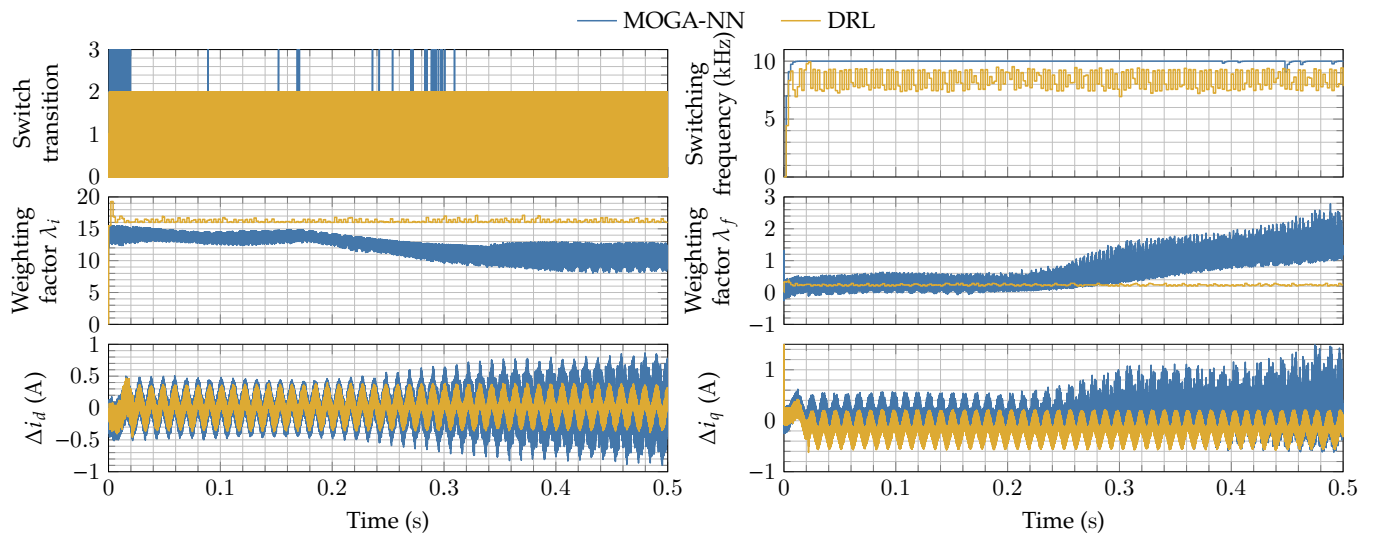 MOGA-NN DRL
3
2
1
0
Switch
transition
10
5
0
Switching
frequency (kHz)
20
15
10
5
0
Weighting
factor λi
3
2
1
0
−1
Weighting
factor λf
1
0.5
0
−0.5
−1
Δid (A)
0 0.1 0.2 0.3 0.4 0.5
Time (s)
1
0
−1
Δiq (A)
0 0.1 0.2 0.3 0.4 0.5
Time (s)